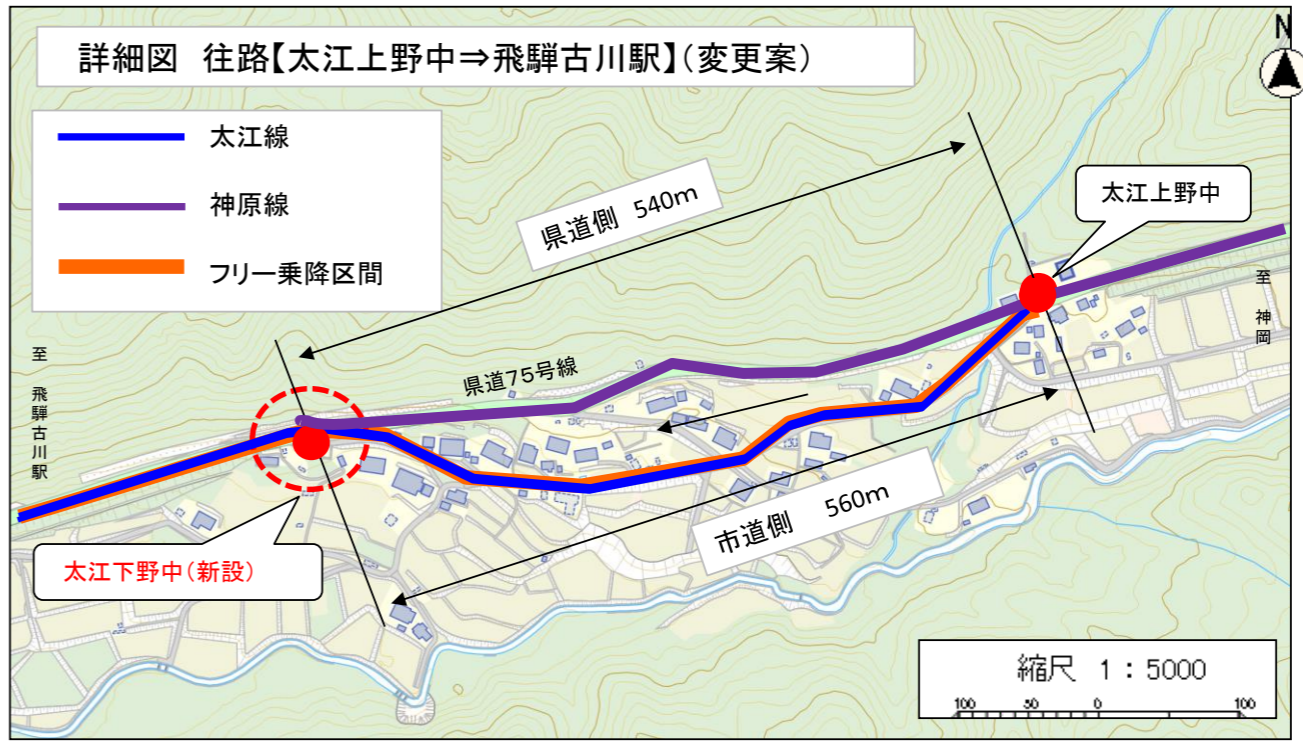 詳細図 往路【太江上野中⇒飛騨古川駅】(変更案)
N
太江線
神原線
フリー乗降区間
県道側 540m
太江上野中
至 神岡
至 飛騨古川駅
県道75号線
市道側 560m
太江下野中(新設)
縮尺 1:5000
100 50 0 100